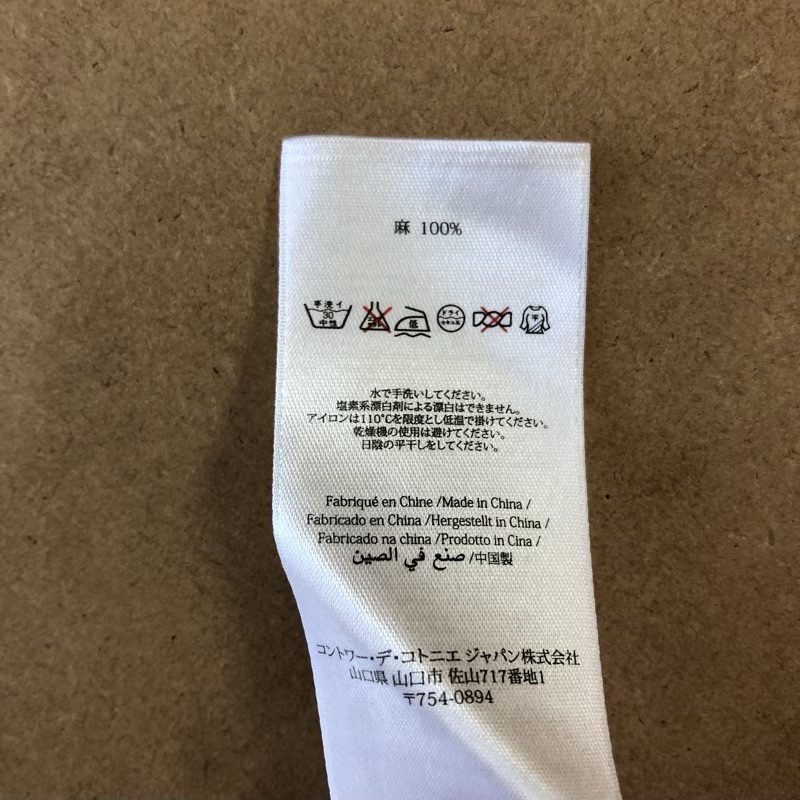 麻 100%
手洗イ
30
中性
低
ドライ
セキユ系
平
水で手洗いしてください。
塩素系漂白剤による漂白はできません。
アイロンは110℃を限度とし低温で掛けてください。
乾燥機の使用は避けてください。
日陰の平干しをしてください。
Fabriqué en Chine /Made in China /
Fabricado en China /Hergestellt in China /
Fabricado na china /Prodotto in Cina /
صنع في الصين /中国製
コントワー・デ・コトニエ ジャパン株式会社
山口県 山口市 佐山717番地1
〒754-0894